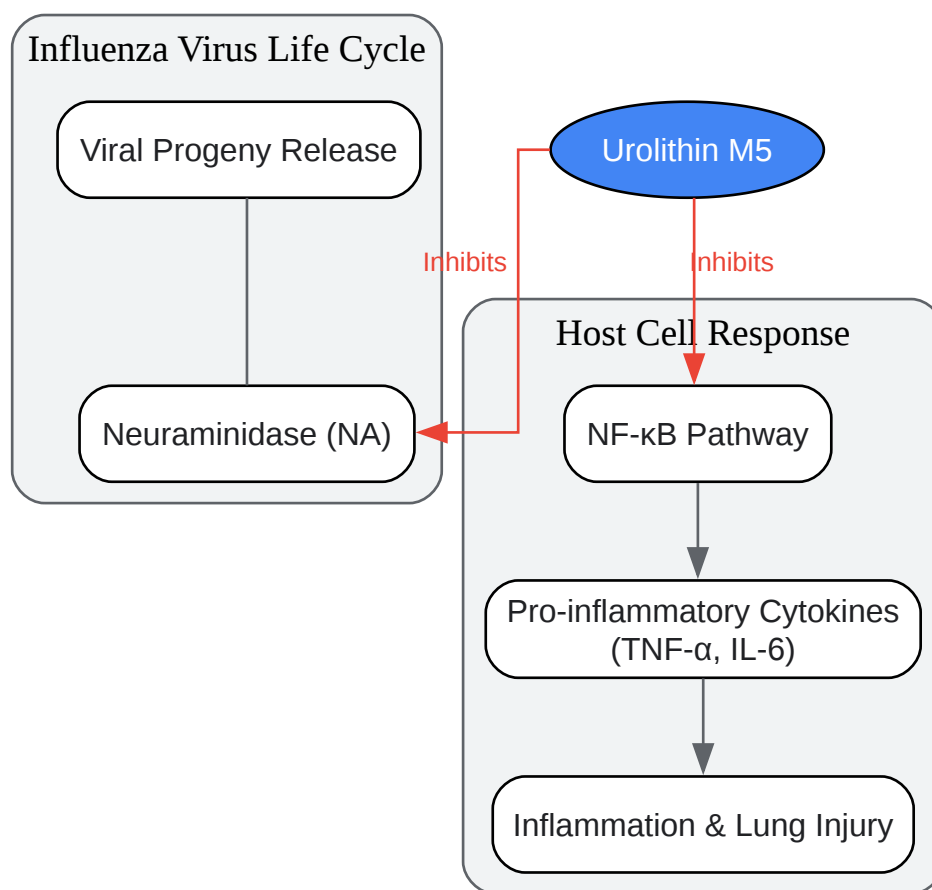 Influenza Virus Life Cycle
Viral Progeny Release
Urolithin M5
Inhibits
Inhibits
Host Cell Response
Neuraminidase (NA)
NF-κB Pathway
Pro-inflammatory Cytokines
(TNF-α, IL-6)
Inflammation & Lung Injury